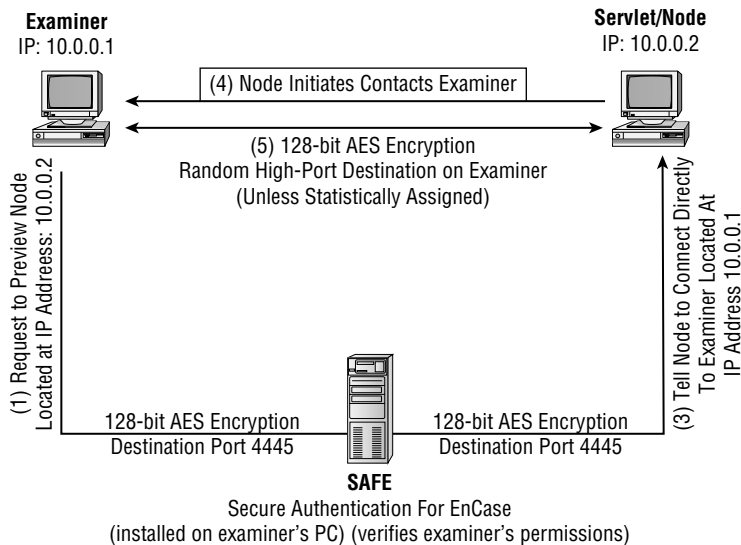 Examiner
IP: 10.0.0.1
Servlet/Node
IP: 10.0.0.2
(4) Node Initiates Contacts Examiner
(5) 128-bit AES Encryption
Random High-Port Destination on Examiner
(Unless Statistically Assigned)
(1) Request to Preview Node
Located at IP Addreess: 10.0.0.2
(3) Tell Node to Connect Directly
To Examiner Located At
IP Address 10.0.0.1
128-bit AES Encryption
Destination Port 4445
128-bit AES Encryption
Destination Port 4445
SAFE
Secure Authentication For EnCase
(installed on examiner's PC) (verifies examiner's permissions)